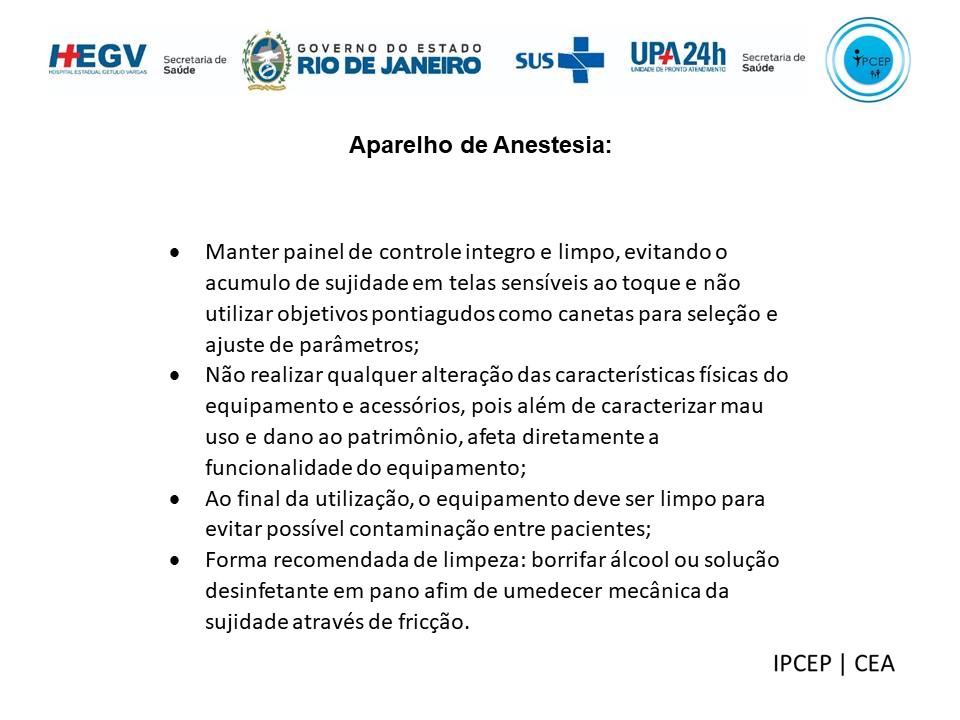 HEGV
HOSPITAL ESTADUAL GETULIO VARGAS
Secretaria de
Saúde
GOVERNO DO ESTADO
RIO DE JANEIRO
SUS
UPA24h
UNIDADE DE PRONTO ATENDIMENTO
Secretaria de
Saúde
IPCEP
Aparelho de Anestesia:
• Manter painel de controle integro e limpo, evitando o
acumulo de sujidade em telas sensíveis ao toque e não
utilizar objetivos pontiagudos como canetas para seleção e
ajuste de parâmetros;
• Não realizar qualquer alteração das características físicas do
equipamento e acessórios, pois além de caracterizar mau
uso e dano ao patrimônio, afeta diretamente a
funcionalidade do equipamento;
• Ao final da utilização, o equipamento deve ser limpo para
evitar possível contaminação entre pacientes;
• Forma recomendada de limpeza: borrifar álcool ou solução
desinfetante em pano afim de umedecer mecânica da
sujidade através de fricção.
IPCEP | CEA